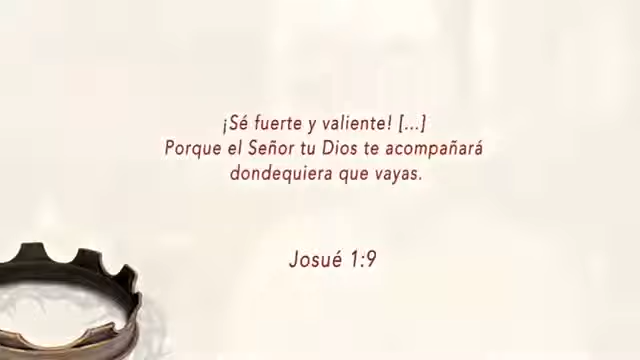 ¡Sé fuerte y valiente! [...]
Porque el Señor tu Dios te acompañará
dondequiera que vayas.
Josué 1:9